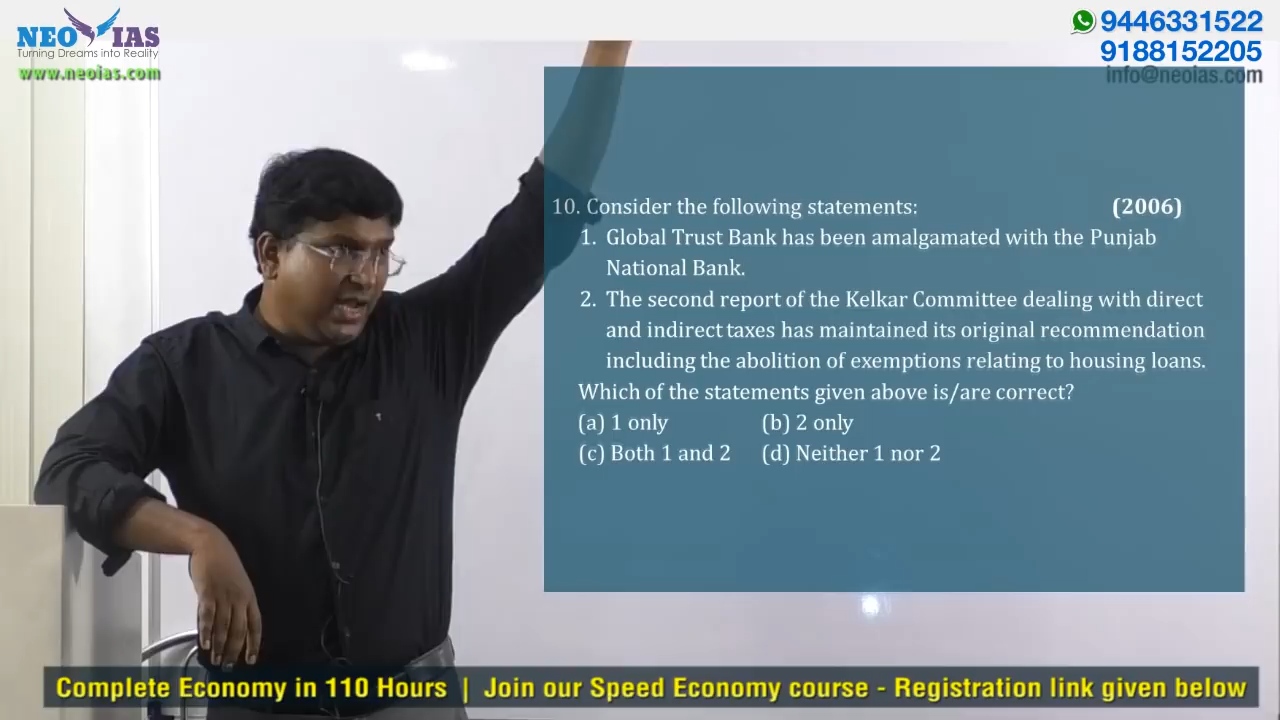 NEO IAS
Turning Dreams into Reality
www.neoias.com
9446331522
9188152205
info@neoias.com
10. Consider the following statements: (2006)
1. Global Trust Bank has been amalgamated with the Punjab
National Bank.
2. The second report of the Kelkar Committee dealing with direct
and indirect taxes has maintained its original recommendation
including the abolition of exemptions relating to housing loans.
Which of the statements given above is/are correct?
(a) 1 only (b) 2 only
(c) Both 1 and 2 (d) Neither 1 nor 2
Complete Economy in 110 Hours | Join our Speed Economy course - Registration link given below